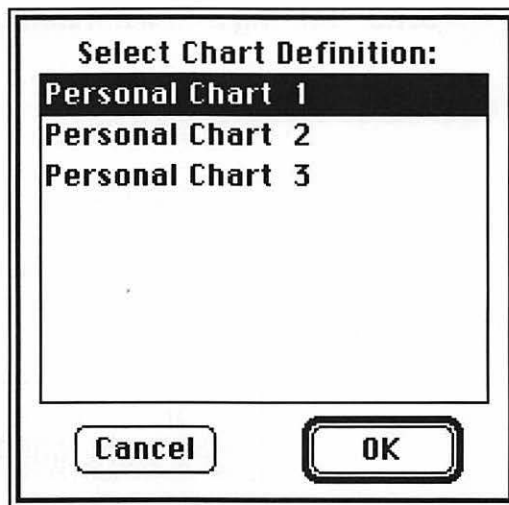 Select Chart Definition:
Personal Chart 1
Personal Chart 2
Personal Chart 3
Cancel OK